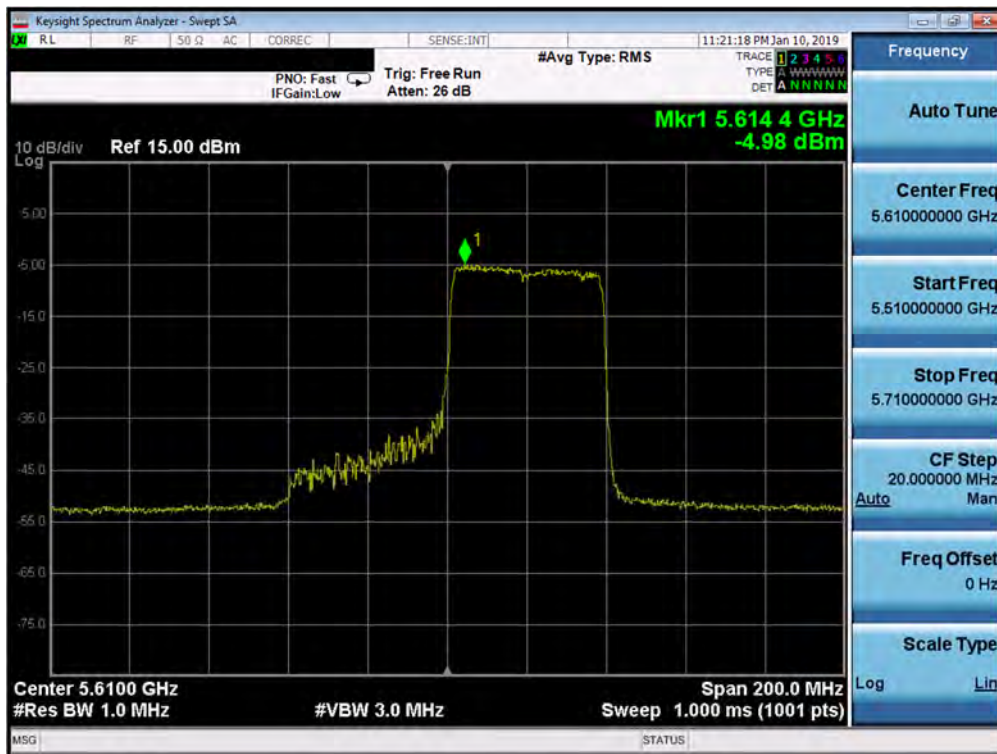 Keysight Spectrum Analyzer - Swept SA
LXI RL RF 50 Ω AC CORREC SENSE:INT 11:21:18 PM Jan 10, 2019
PNO: Fast
IFGain:Low
Trig: Free Run
Atten: 26 dB
#Avg Type: RMS
TRACE 1 2 3 4 5 6
TYPE A WWWWW
DET A N N N N N
Mkr1 5.614 4 GHz
-4.98 dBm
10 dB/div Ref 15.00 dBm
Log
1
-5.00
-5.00
-15.0
-25.0
-35.0
-45.0
-55.0
-65.0
-75.0
Center 5.6100 GHz
#Res BW 1.0 MHz
#VBW 3.0 MHz
Span 200.0 MHz
Sweep 1.000 ms (1001 pts)
MSG STATUS
Frequency
Auto Tune
Center Freq
5.610000000 GHz
Start Freq
5.510000000 GHz
Stop Freq
5.710000000 GHz
CF Step
20.000000 MHz
Auto Man
Freq Offset
0 Hz
Scale Type
Log Lin